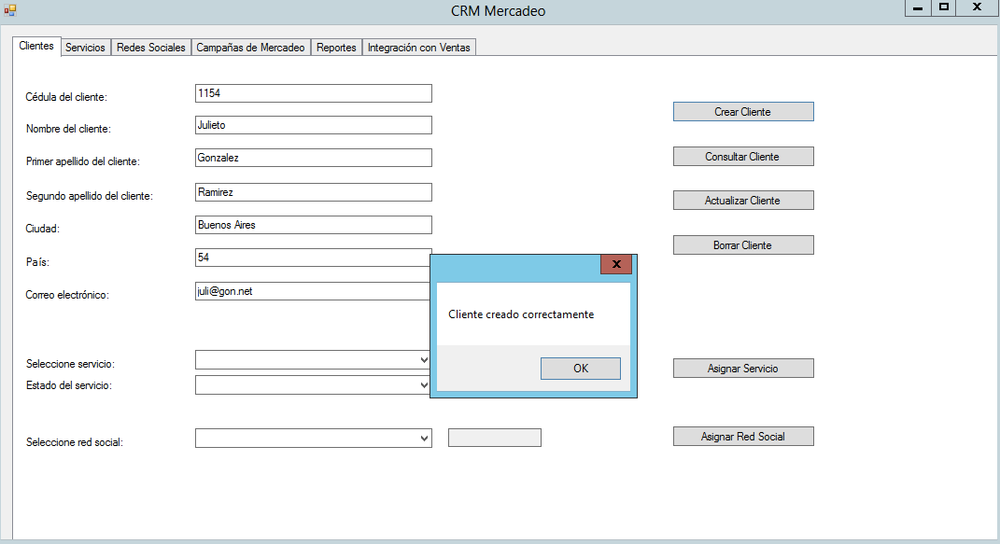 CRM Mercadeo
Clientes Servicios Redes Sociales Campañas de Mercadeo Reportes Integración con Ventas
Cédula del cliente: 1154
Crear Cliente
Nombre del cliente: Julieto
Primer apellido del cliente: Gonzalez
Consultar Cliente
Segundo apellido del cliente: Ramirez
Actualizar Cliente
Ciudad: Buenos Aires
Borrar Cliente
País: 54
Correo electrónico: juli@gon.net
Cliente creado correctamente
OK
Seleccione servicio:
Asignar Servicio
Estado del servicio:
Seleccione red social:
Asignar Red Social